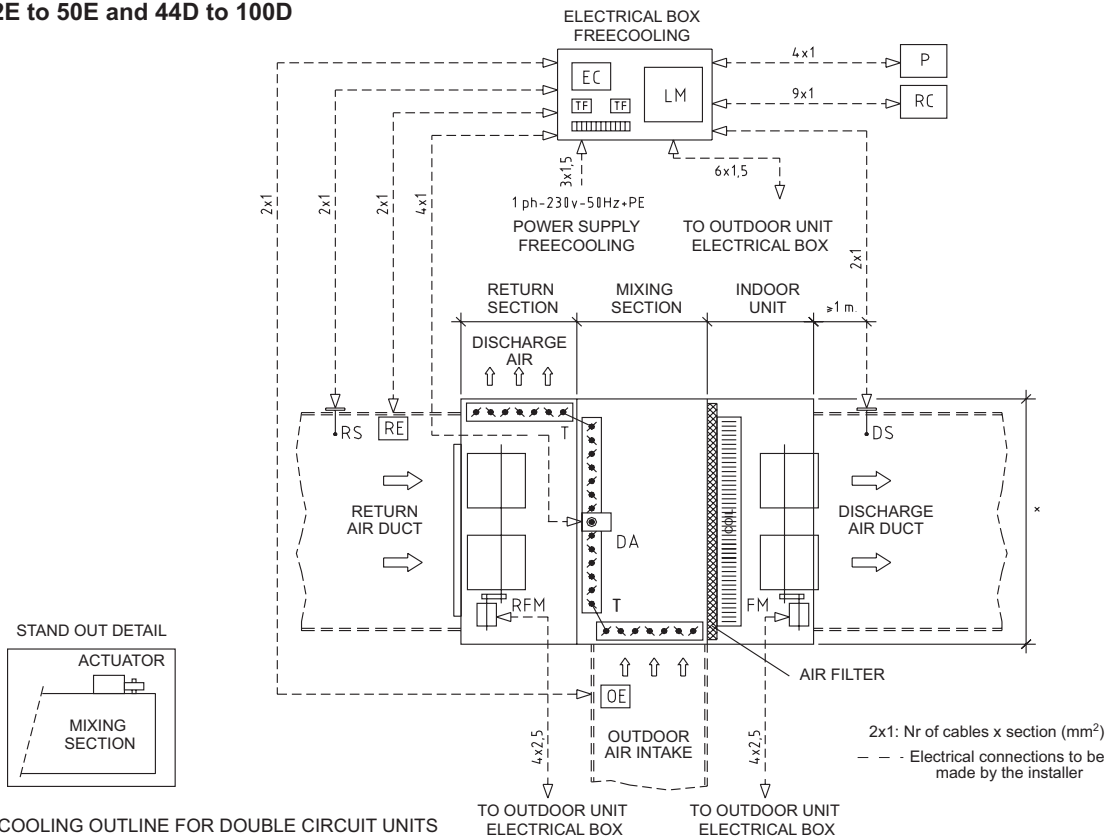 2E to 50E and 44D to 100D
ELECTRICAL BOX
FREECOOLING
EC
TF
TF
LM
4x1
P
9x1
RC
2x1
2x1
2x1
4x1
3x1,5
6x1,5
1 ph-230v-50Hz+PE
POWER SUPPLY
FREECOOLING
TO OUTDOOR UNIT
ELECTRICAL BOX
2x1
RETURN
SECTION
MIXING
SECTION
INDOOR
UNIT
≥1 m.
DISCHARGE
AIR
RS
RE
T
DS
RETURN
AIR DUCT
DA
COIL
DISCHARGE
AIR DUCT
x
RFM
T
FM
STAND OUT DETAIL
ACTUATOR
MIXING
SECTION
AIR FILTER
OE
OUTDOOR
AIR INTAKE
4x2,5
4x2,5
2x1: Nr of cables x section (mm²)
- Electrical connections to be
made by the installer
TO OUTDOOR UNIT
ELECTRICAL BOX
TO OUTDOOR UNIT
ELECTRICAL BOX
COOLING OUTLINE FOR DOUBLE CIRCUIT UNITS